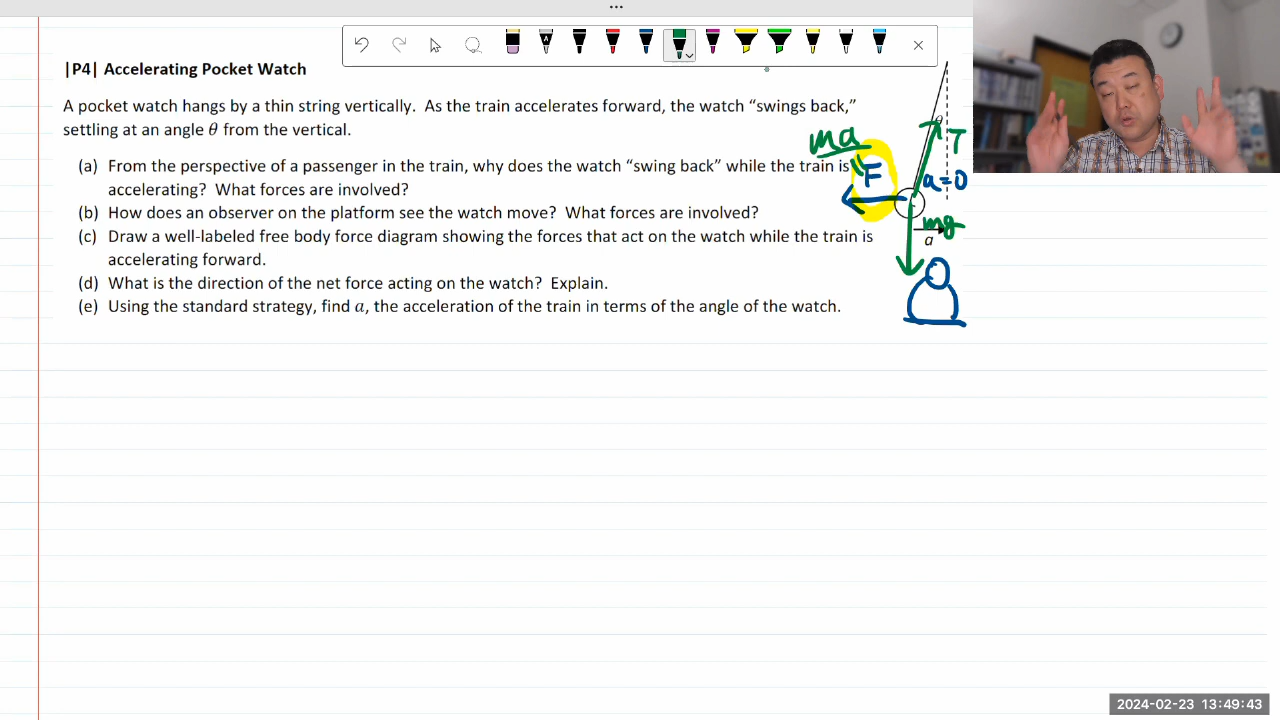 |P4| Accelerating Pocket Watch
A pocket watch hangs by a thin string vertically. As the train accelerates forward, the watch “swings back,”
settling at an angle θ from the vertical.
(a) From the perspective of a passenger in the train, why does the watch “swing back” while the train is
accelerating? What forces are involved?
(b) How does an observer on the platform see the watch move? What forces are involved?
(c) Draw a well-labeled free body force diagram showing the forces that act on the watch while the train is
accelerating forward.
(d) What is the direction of the net force acting on the watch? Explain.
(e) Using the standard strategy, find a, the acceleration of the train in terms of the angle of the watch.
θ
ma
T
F
a=0
mg
a
2024-02-23 13:49:43